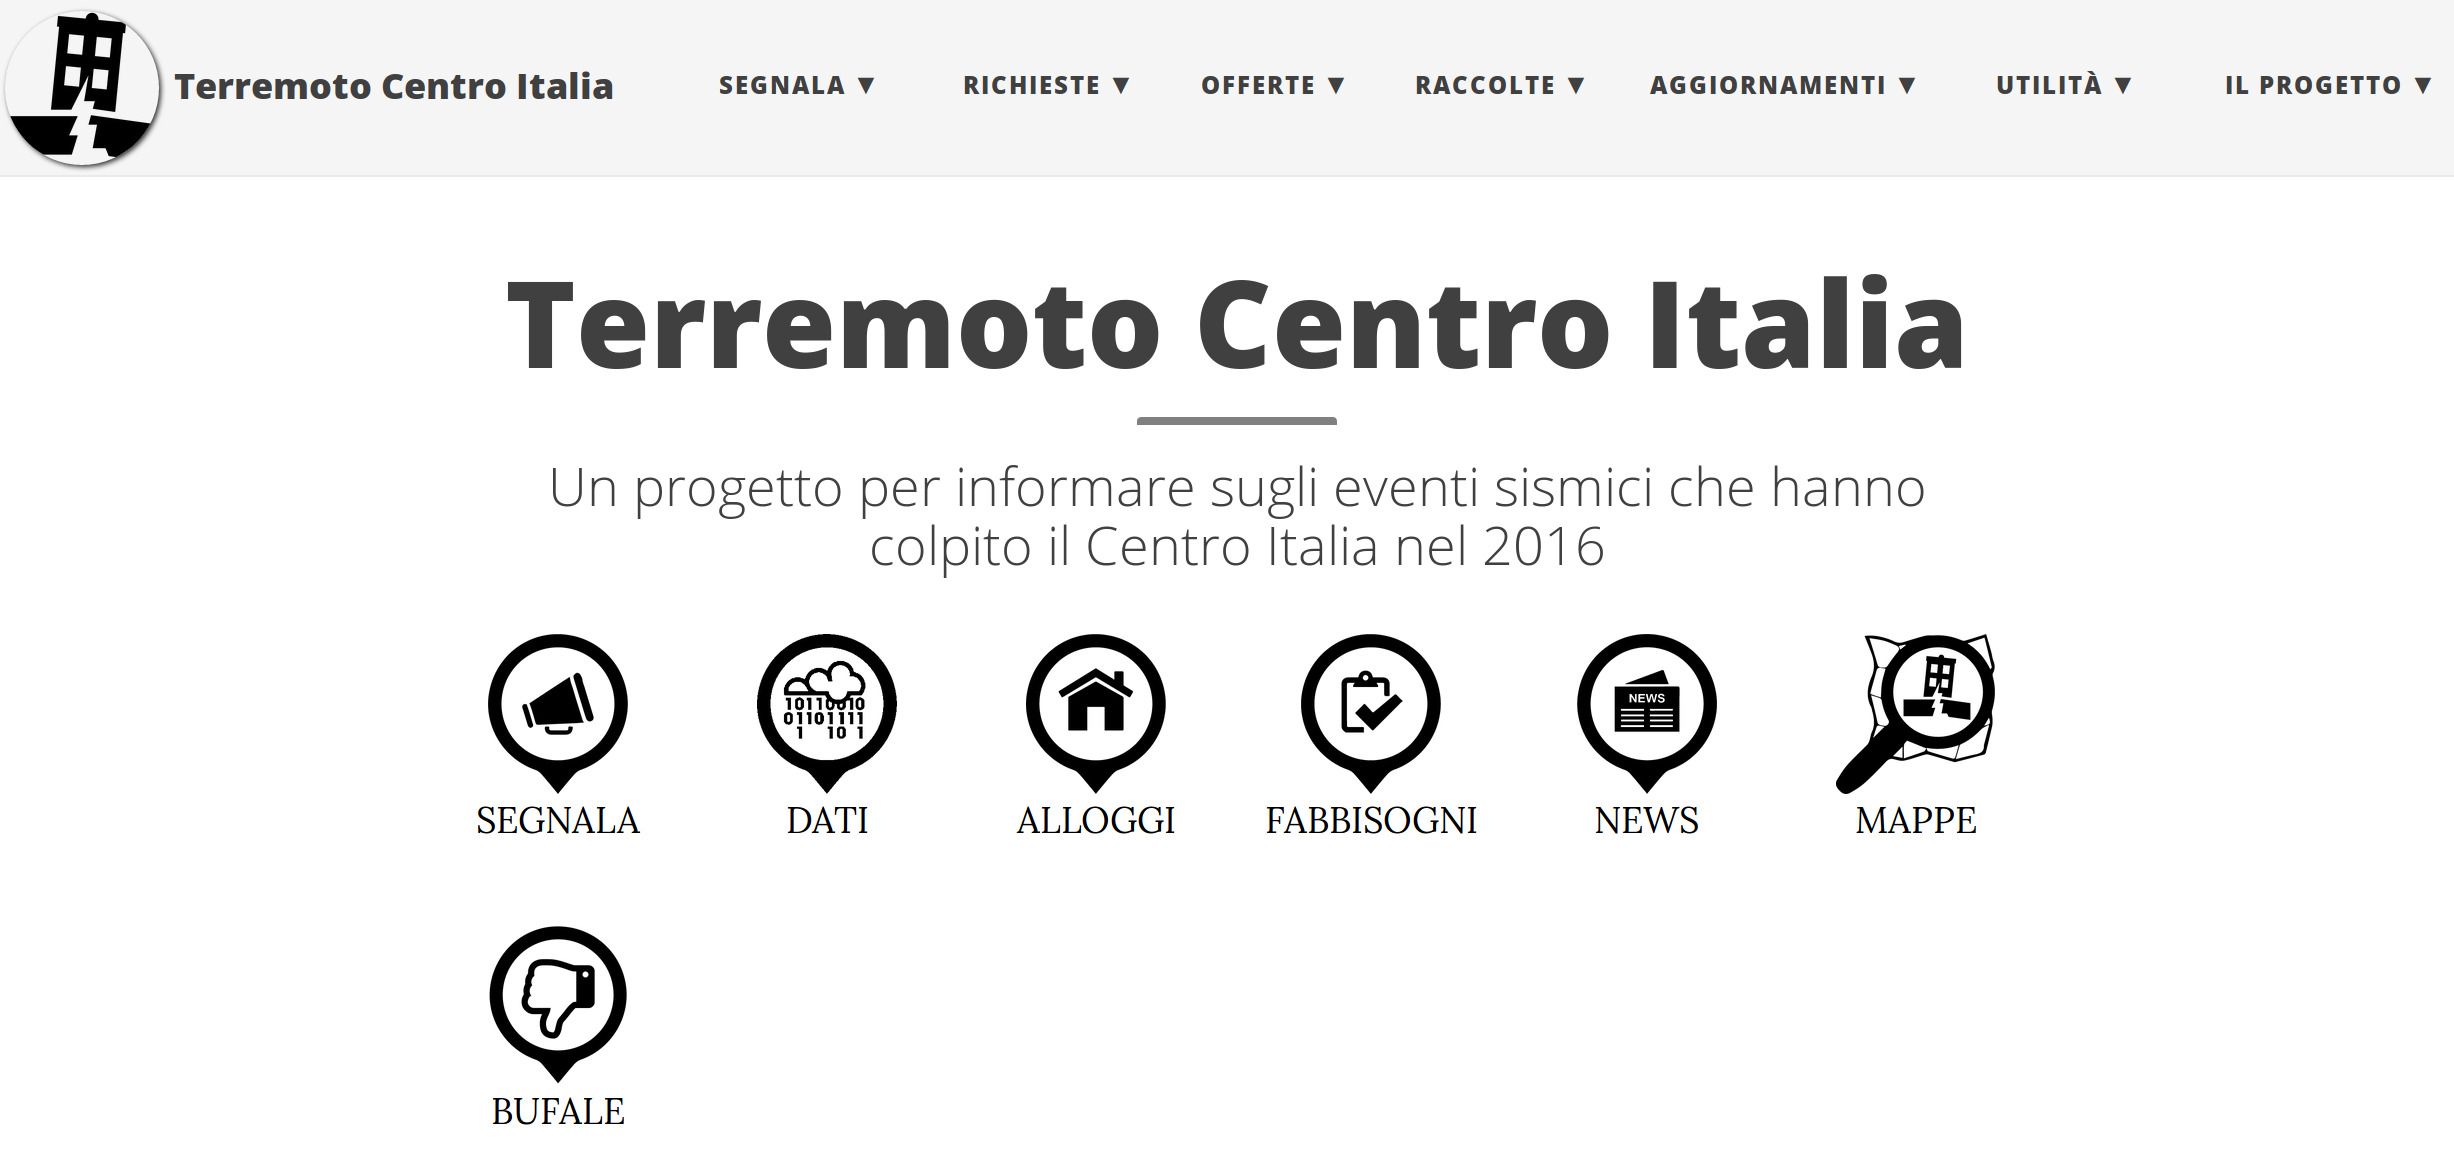 Terremoto Centro Italia
SEGNALA ▼ RICHIESTE ▼ OFFERTE ▼ RACCOLTE ▼ AGGIORNAMENTI ▼ UTILITÀ ▼ IL PROGETTO ▼
Terremoto Centro Italia
Un progetto per informare sugli eventi sismici che hanno
colpito il Centro Italia nel 2016
10110010
01101111
1 10 1
NEWS
SEGNALA DATI ALLOGGI FABBISOGNI NEWS MAPPE
BUFALE